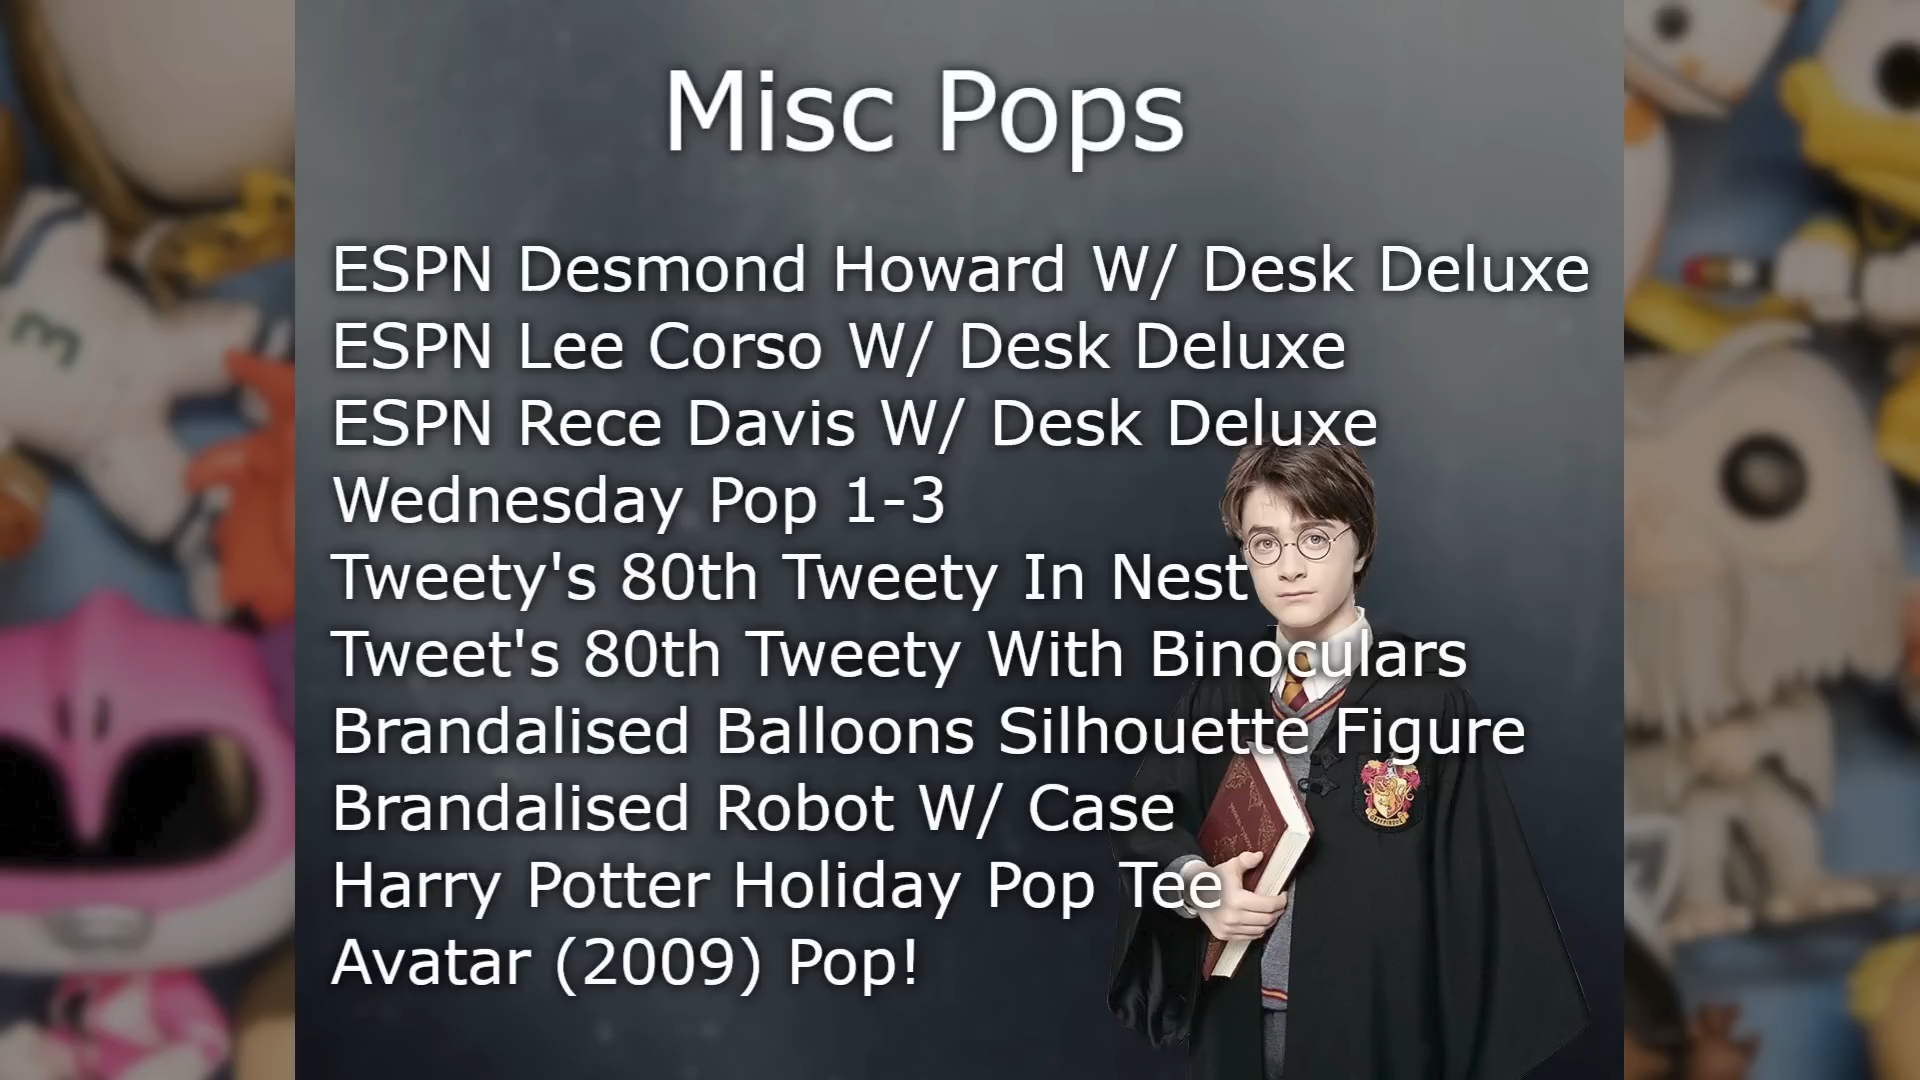 Misc Pops
ESPN Desmond Howard W/ Desk Deluxe
ESPN Lee Corso W/ Desk Deluxe
ESPN Rece Davis W/ Desk Deluxe
Wednesday Pop 1-3
Tweety's 80th Tweety In Nest
Tweet's 80th Tweety With Binoculars
Brandalised Balloons Silhouette Figure
Brandalised Robot W/ Case
Harry Potter Holiday Pop Tee
Avatar (2009) Pop!